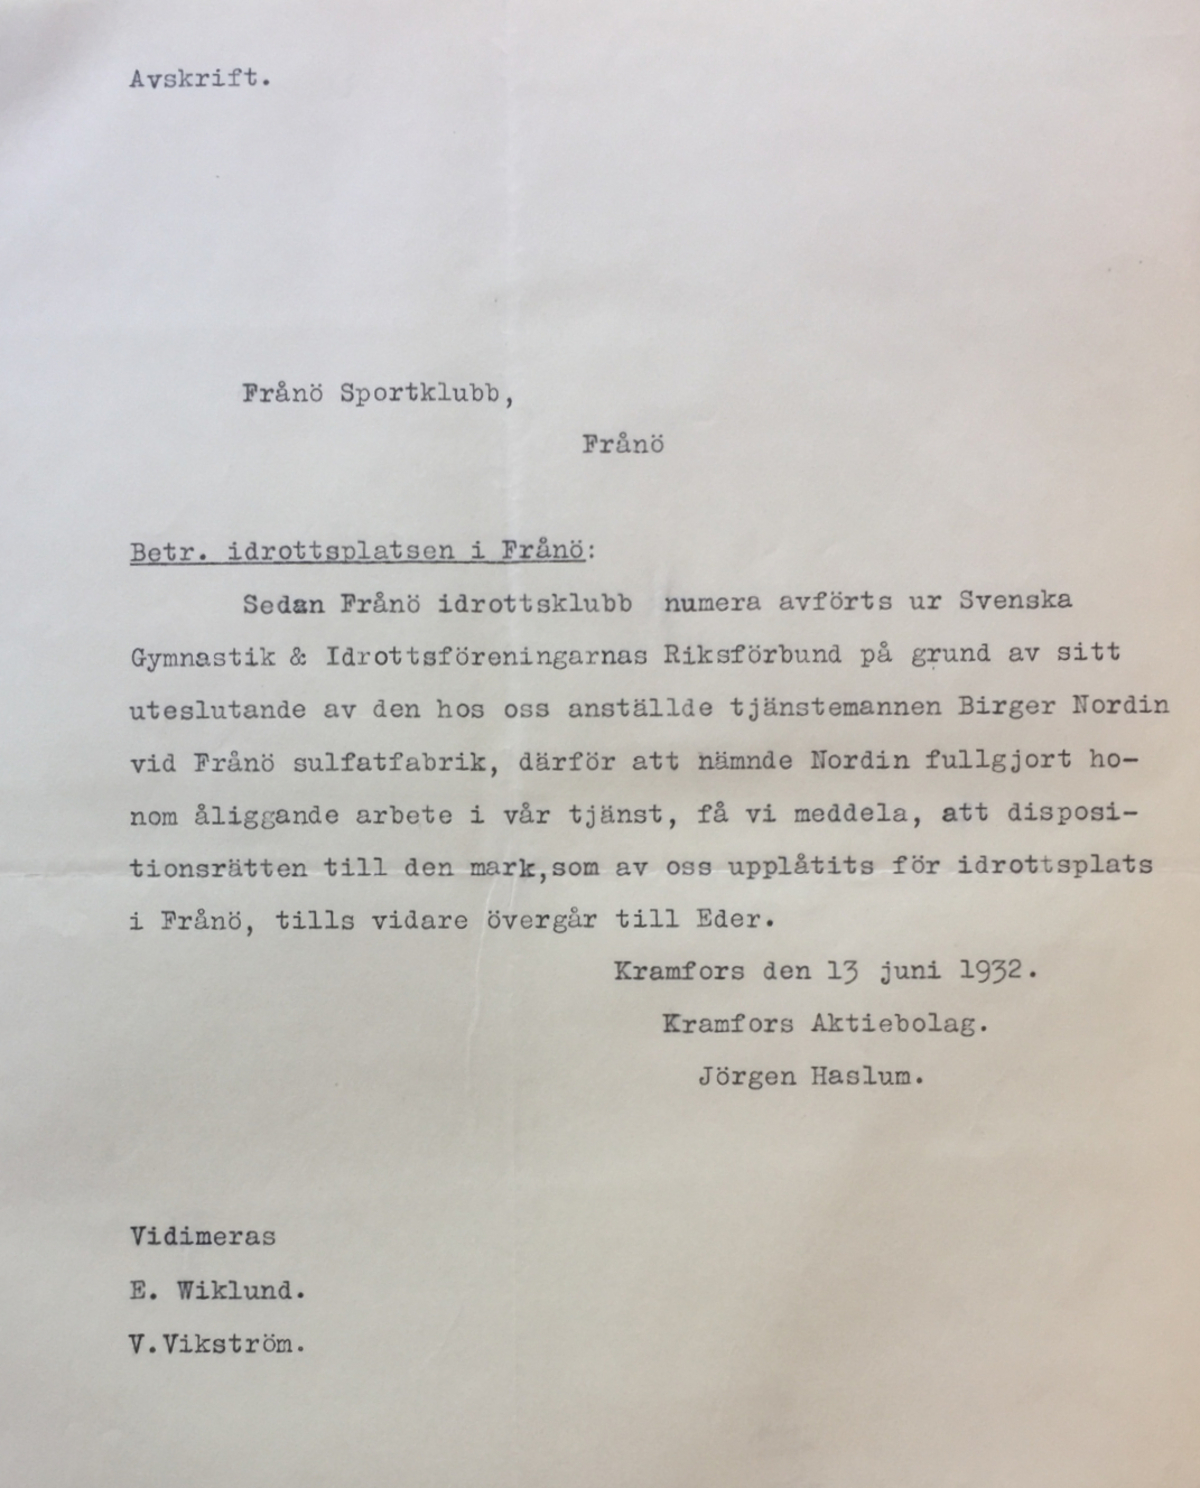 Avskrift.
Frånö Sportklubb,
Frånö
Betr. idrottsplatsen i Frånö:
Sedan Frånö idrottsklubb numera avförts ur Svenska
Gymnastik & Idrottsföreningarnas Riksförbund på grund av sitt
uteslutande av den hos oss anställde tjänstemannen Birger Nordin
vid Frånö sulfatfabrik, därför att nämnde Nordin fullgjort ho-
nom åliggande arbete i vår tjänst, få vi meddela, att disposi-
tionsrätten till den mark,som av oss upplåtits för idrottsplats
i Frånö, tills vidare övergår till Eder.
Kramfors den 13 juni 1932.
Kramfors Aktiebolag.
Jörgen Haslum.
Vidimeras
E. Wiklund.
V.Vikström.